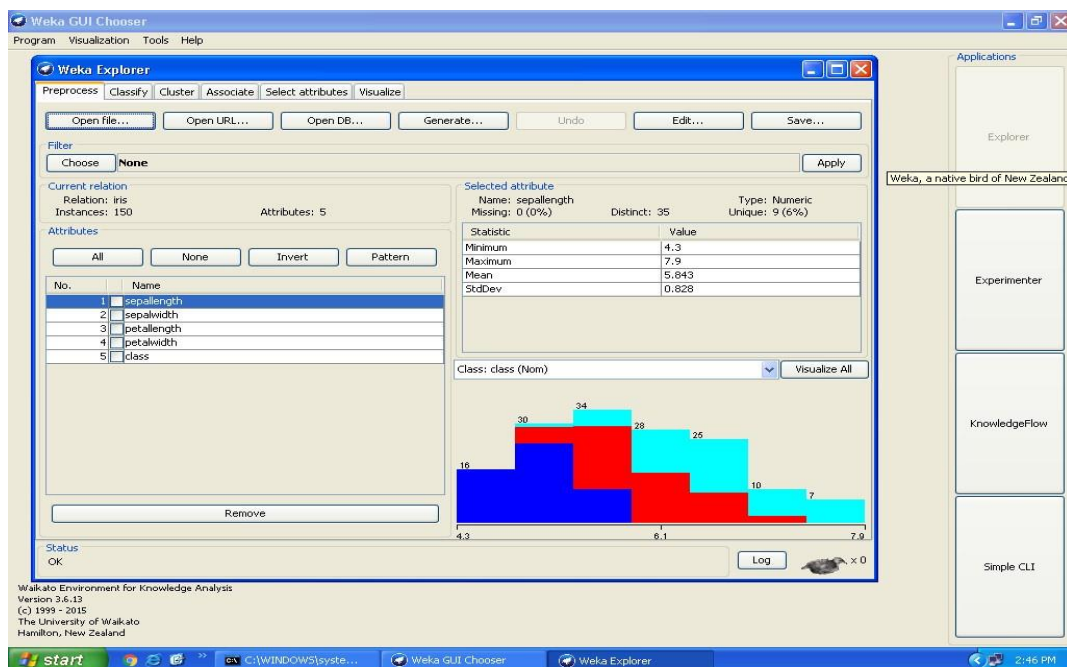 Weka GUI Chooser
Program Visualization Tools Help
Applications
Weka Explorer
Preprocess Classify Cluster Associate Select attributes Visualize
Open file... Open URL... Open DB... Generate... Undo Edit... Save...
Filter
Choose None Apply
Explorer
Weka, a native bird of New Zealand
Current relation
Relation: iris
Instances: 150 Attributes: 5
Selected attribute
Name: sepallength Type: Numeric
Missing: 0 (0%) Distinct: 35 Unique: 9 (6%)
Attributes
All None Invert Pattern
No. Name
1 sepallength
2 sepalwidth
3 petallength
4 petalwidth
5 class
Remove
Statistic Value
Minimum 4.3
Maximum 7.9
Mean 5.843
StdDev 0.828
Class: class (Nom) Visualize All
16 30 34 28 25 10 7
4.3 6.1 7.9
Experimenter
KnowledgeFlow
Simple CLI
Status
OK Log x 0
Waikato Environment for Knowledge Analysis
Version 3.6.13
(c) 1999 - 2015
The University of Waikato
Hamilton, New Zealand
start C:\WINDOWS\syste... Weka GUI Chooser Weka Explorer 2:46 PM